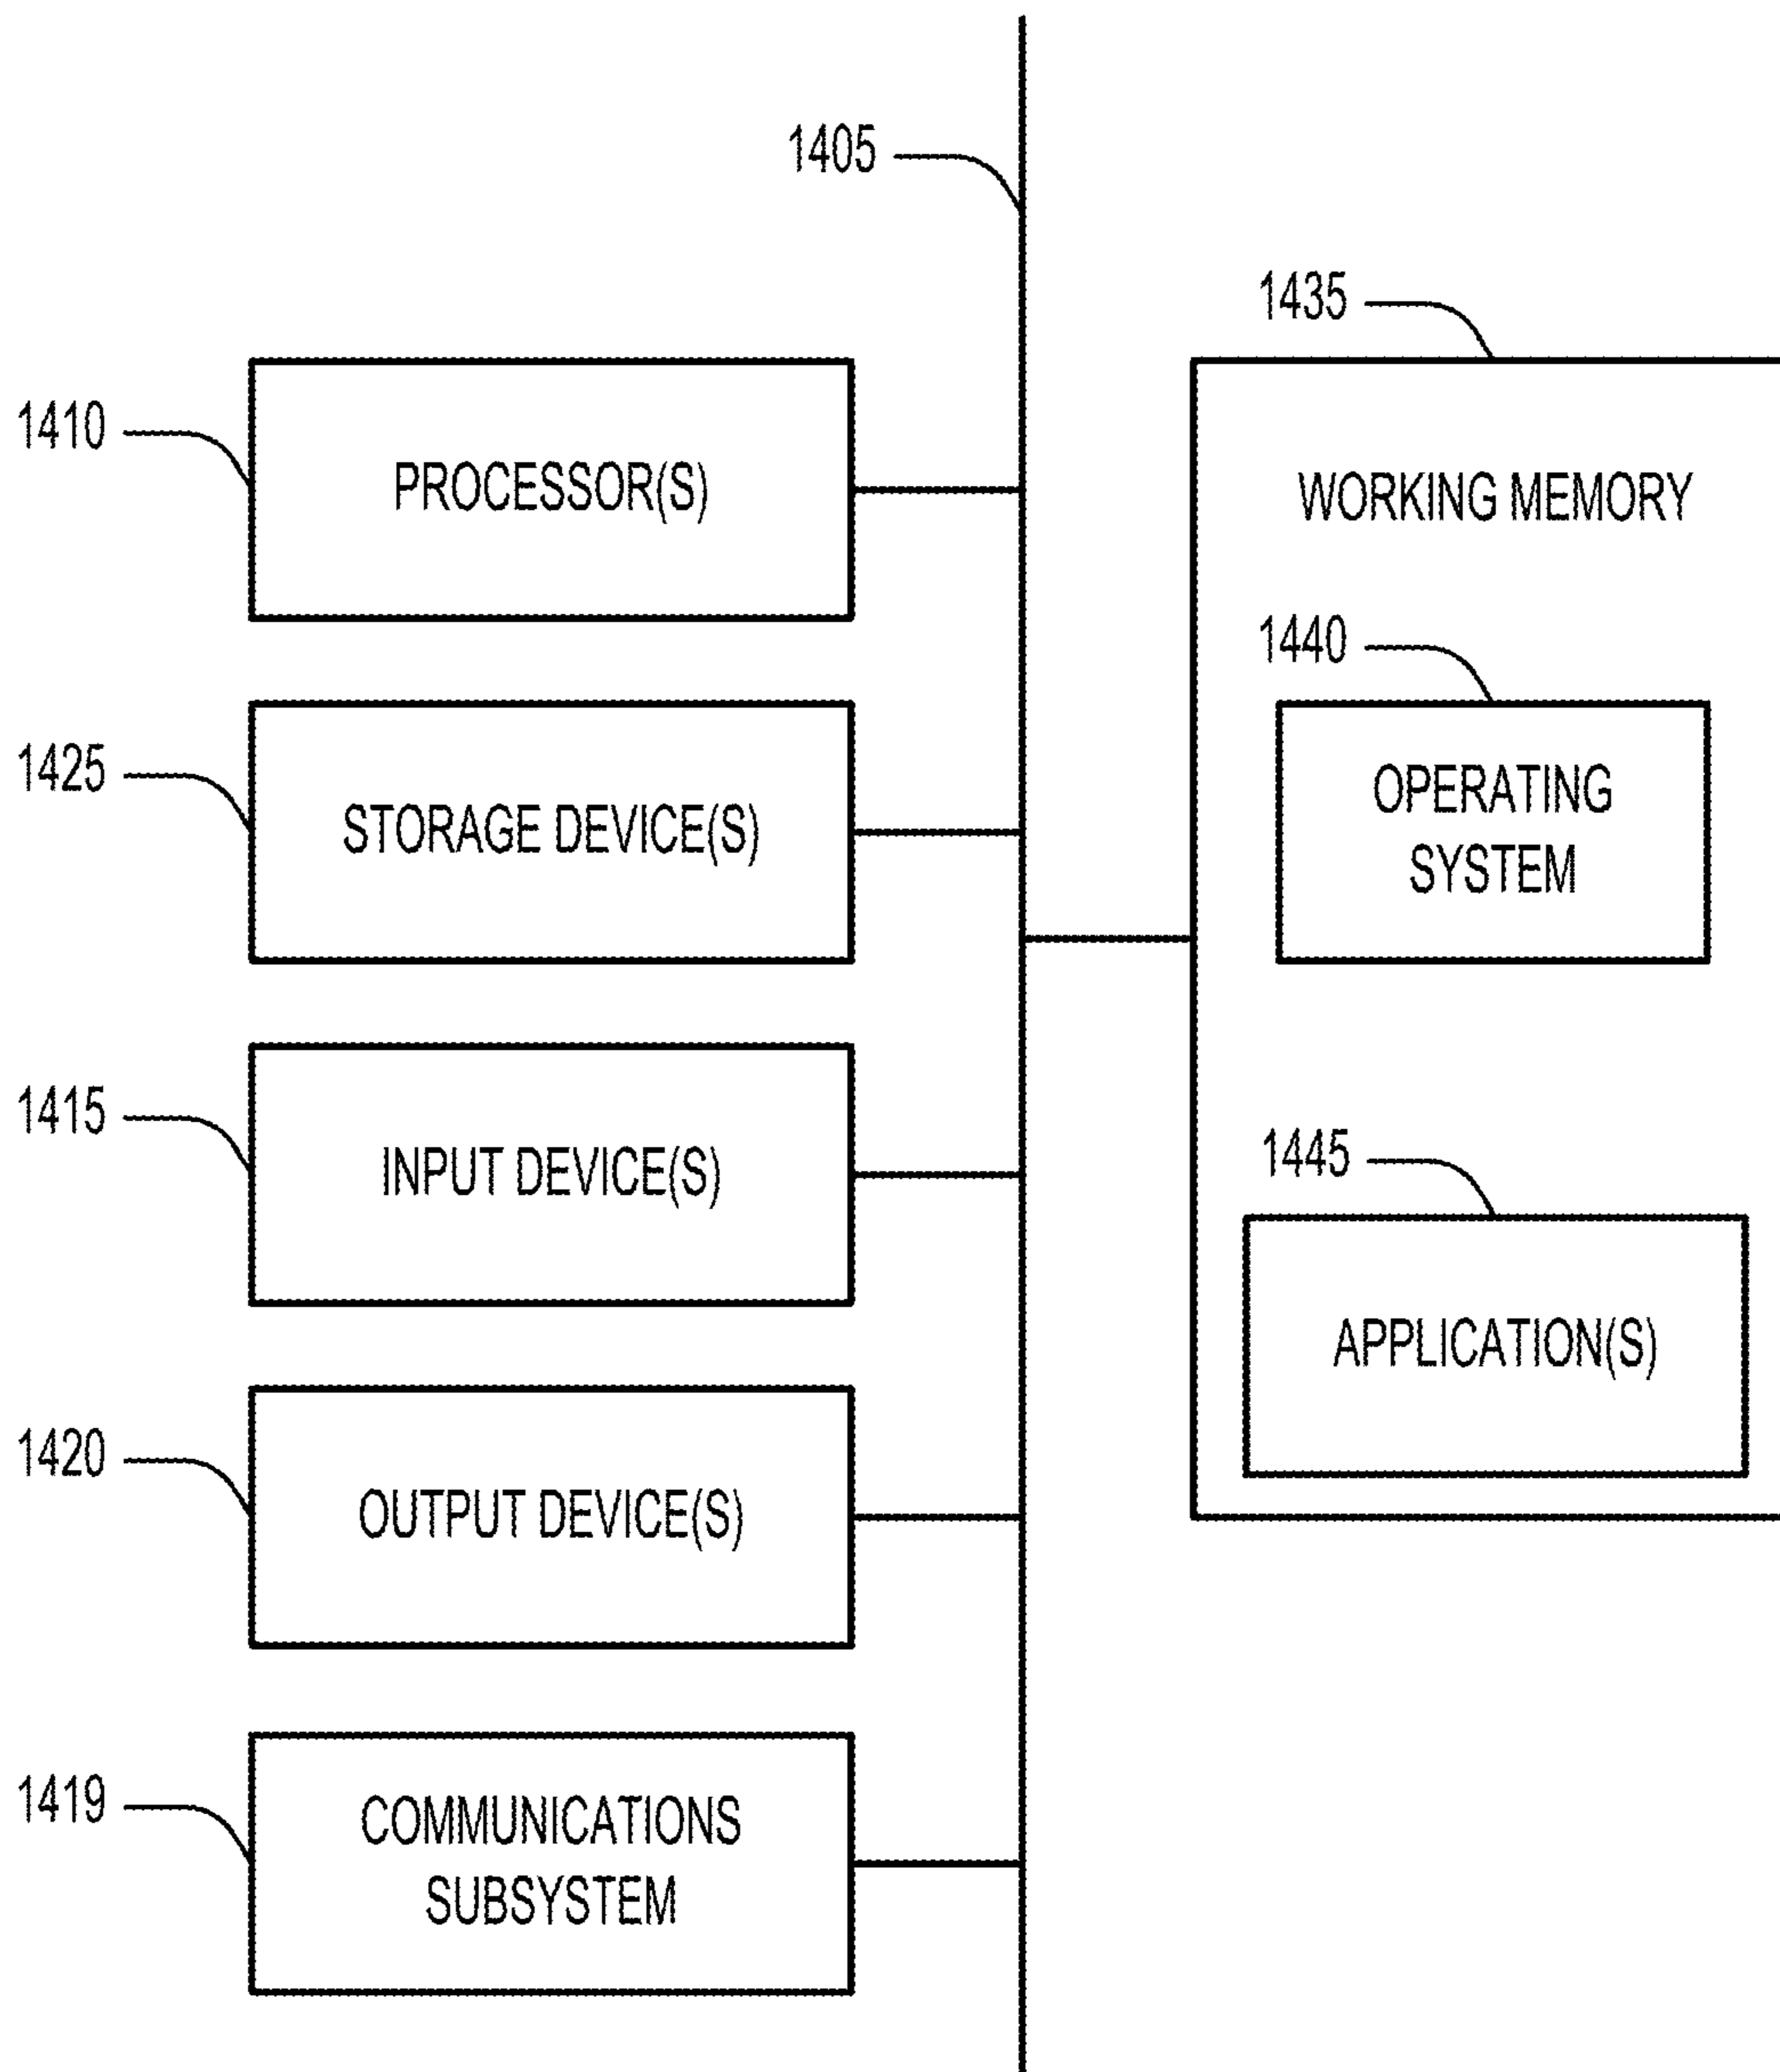 1405
1435
1410
PROCESSOR(S)
WORKING MEMORY
1440
1425
STORAGE DEVICE(S)
OPERATING
SYSTEM
1415
INPUT DEVICE(S)
1445
APPLICATION(S)
1420
OUTPUT DEVICE(S)
1419
COMMUNICATIONS
SUBSYSTEM